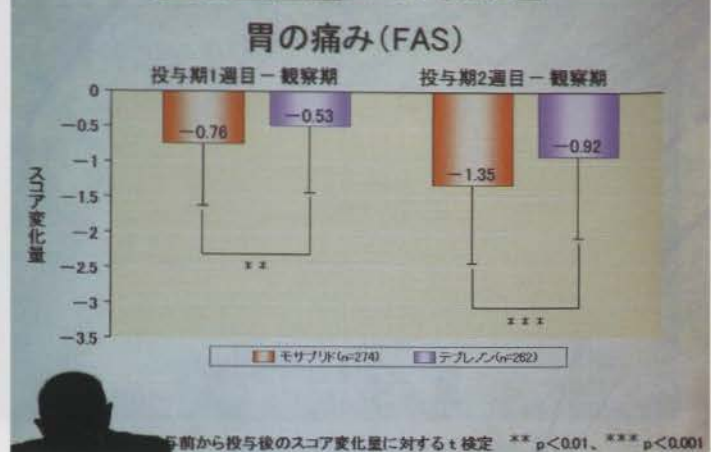 胃の痛み(FAS)
投与期1週目－観察期
投与期2週目－観察期
スコア変化量
0
－0.5
－1
－1.5
－2
－2.5
－3
－3.5
－0.76
－0.53
－1.35
－0.92
**
***
モサプリド(n=274)
テプレノン(n=262)
与前から投与後のスコア変化量に対するt検定 ** p<0.01、*** p<0.001